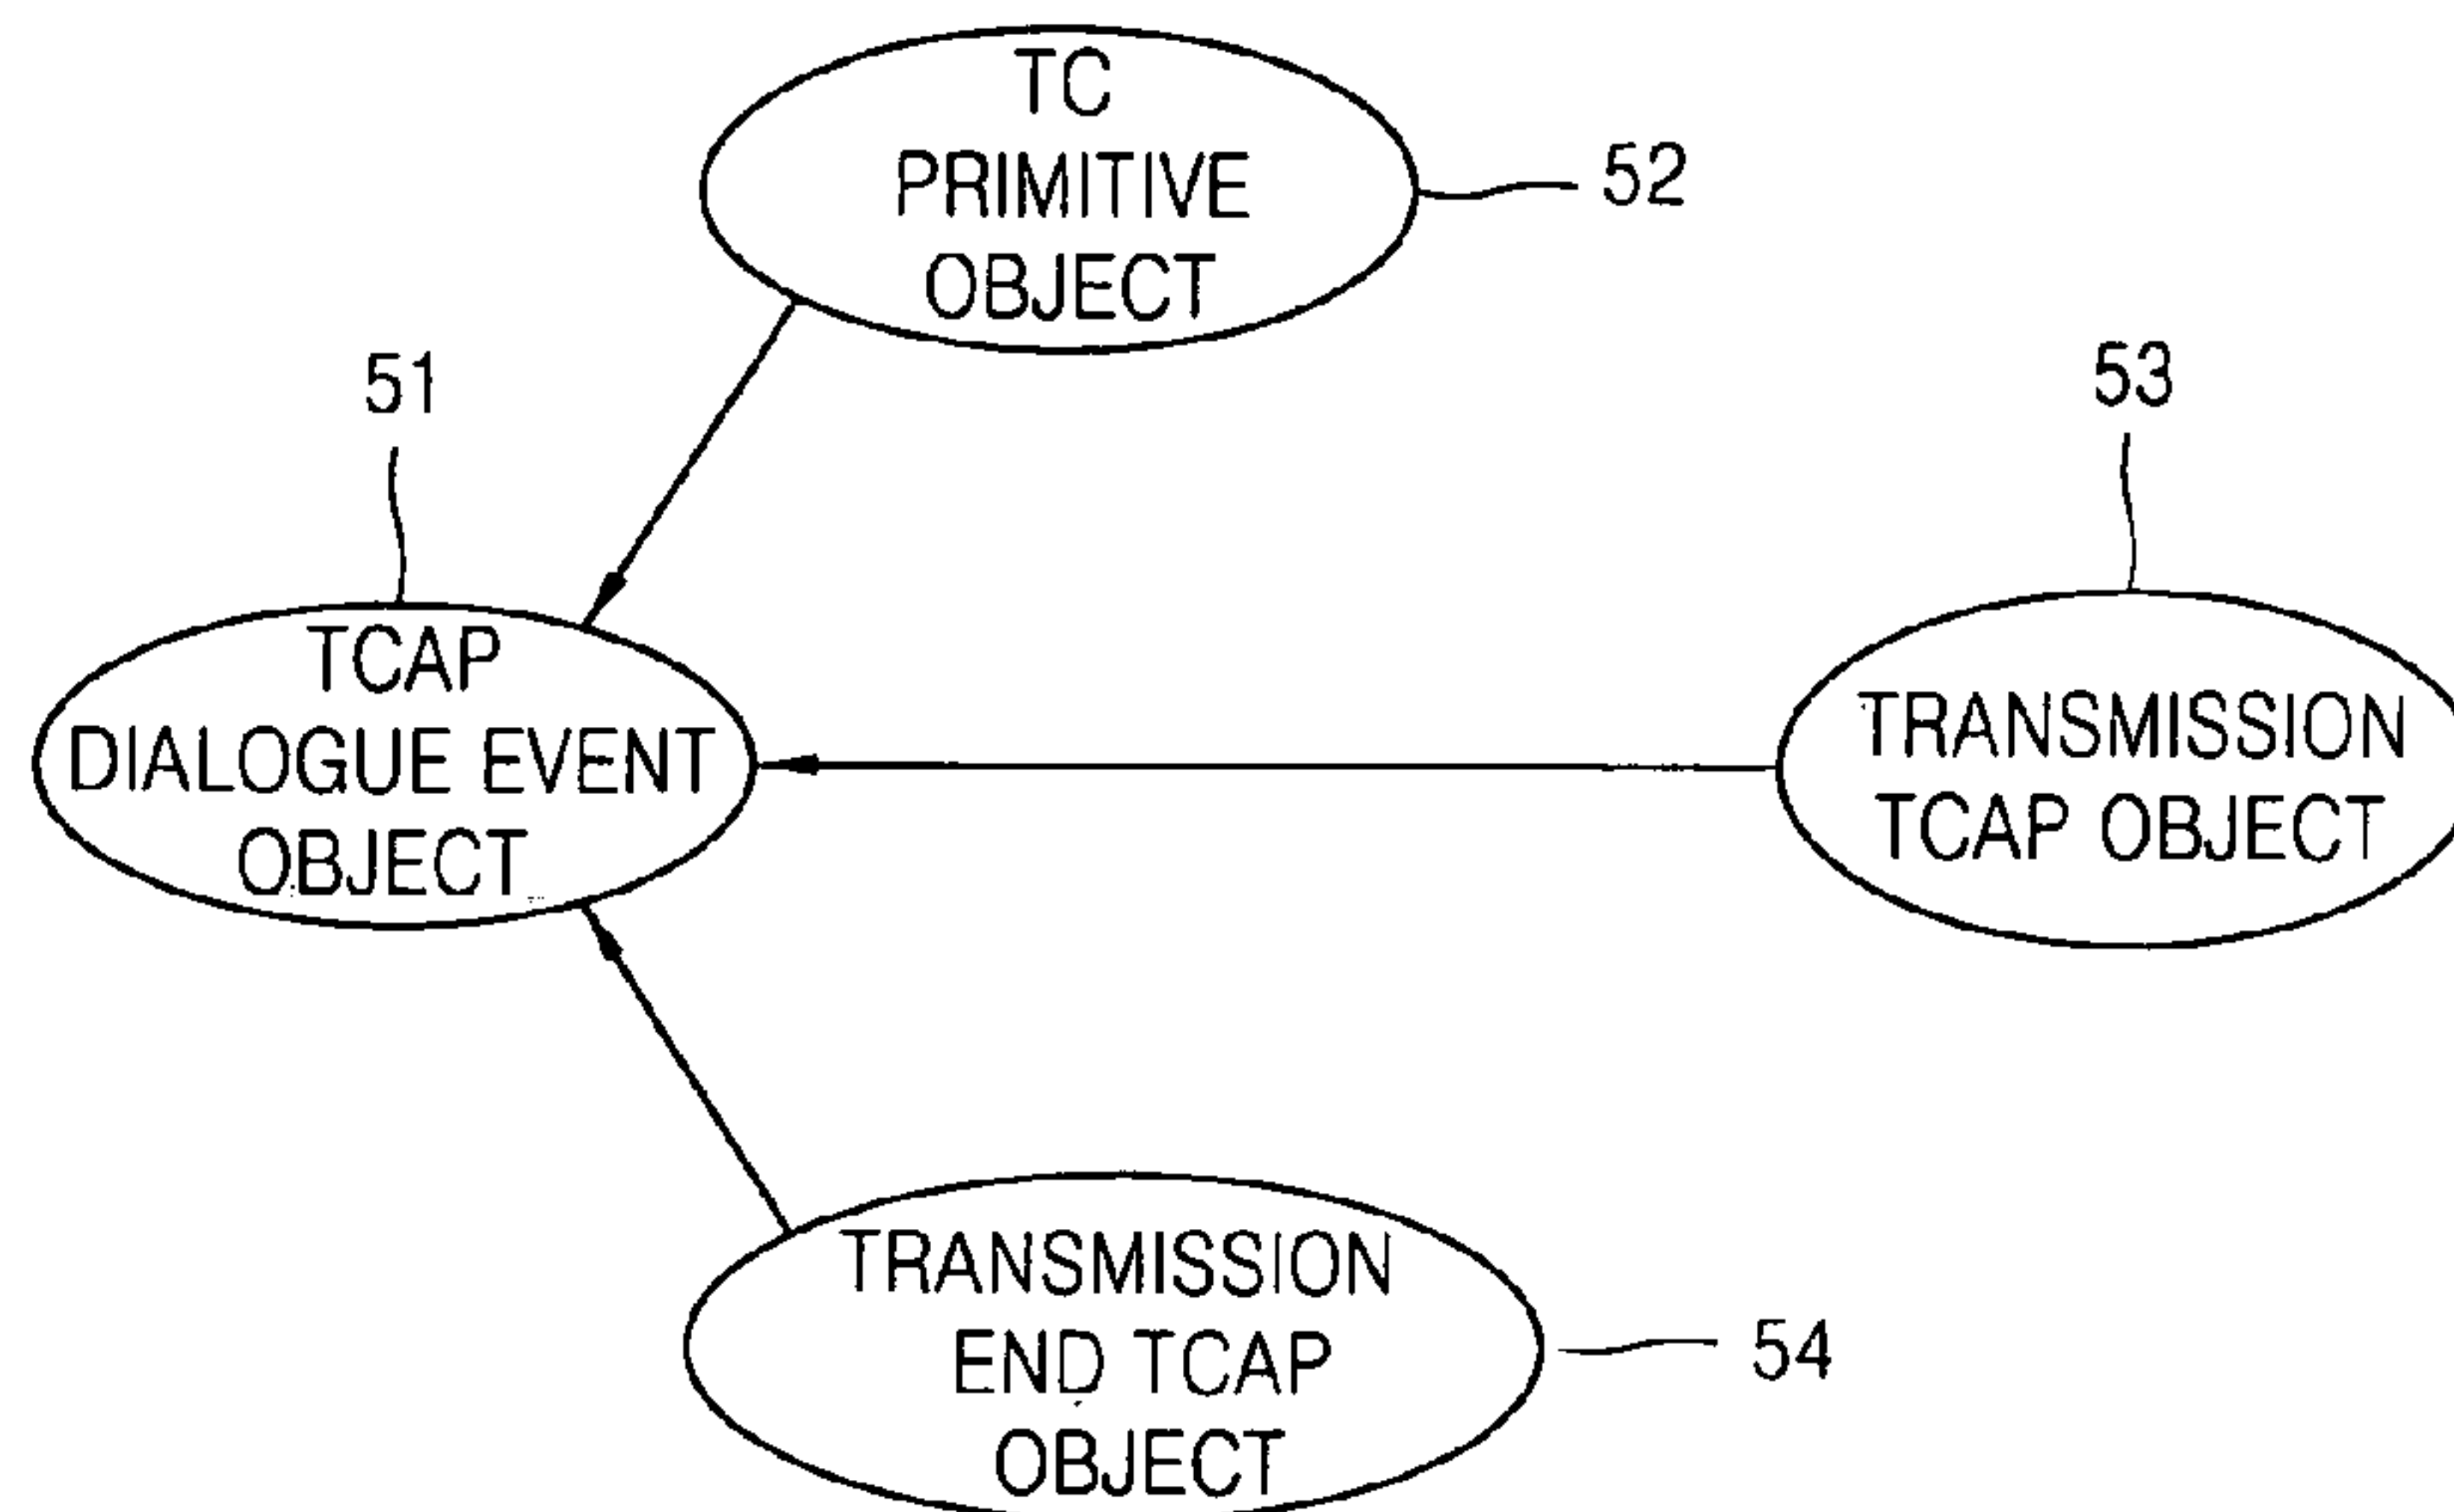 TC
PRIMITIVE
OBJECT
52
51
53
TCAP
DIALOGUE EVENT
OBJECT
TRANSMISSION
TCAP OBJECT
TRANSMISSION
END TCAP
OBJECT
54